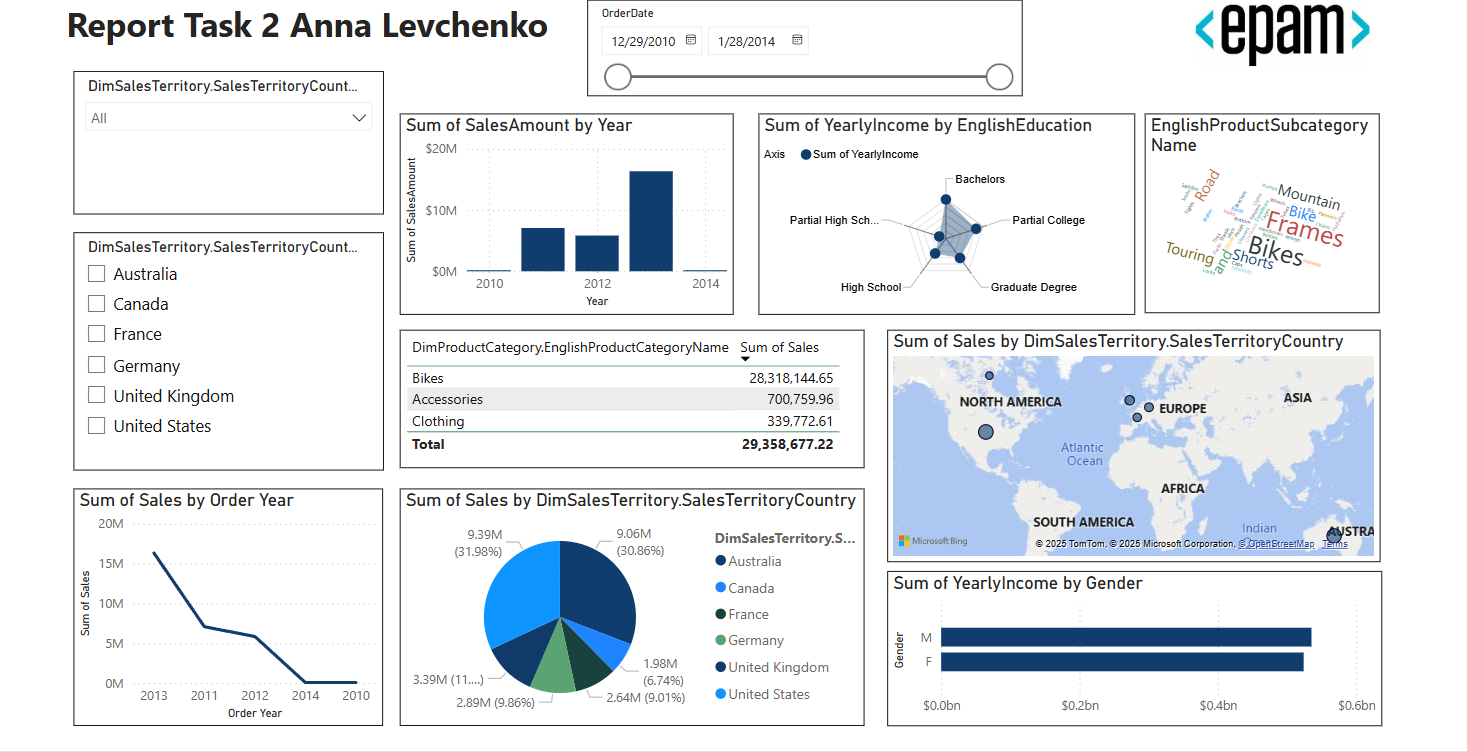 Report Task 2 Anna Levchenko
OrderDate
12/29/2010
1/28/2014
<epam>
DimSalesTerritory.SalesTerritoryCount...
All
DimSalesTerritory.SalesTerritoryCount...
Australia
Canada
France
Germany
United Kingdom
United States
Sum of SalesAmount by Year
Sum of SalesAmount
$20M
$10M
$0M
2010
2012
2014
Year
Sum of YearlyIncome by EnglishEducation
Axis
Sum of YearlyIncome
Bachelors
Partial High Sch...
Partial College
High School
Graduate Degree
EnglishProductSubcategory
Name
Road
Mountain
Bike
Frames
Bikes
Touring
and
Shorts
DimProductCategory.EnglishProductCategoryName Sum of Sales
Bikes 28,318,144.65
Accessories 700,759.96
Clothing 339,772.61
Total 29,358,677.22
Sum of Sales by DimSalesTerritory.SalesTerritoryCountry
NORTH AMERICA
EUROPE
ASIA
Atlantic
Ocean
AFRICA
SOUTH AMERICA
Indian
AUSTRA
Microsoft Bing
© 2025 TomTom, © 2025 Microsoft Corporation, © OpenStreetMap Terms
Sum of Sales by Order Year
Sum of Sales
20M
15M
10M
5M
0M
2013
2011
2012
2014
2010
Order Year
Sum of Sales by DimSalesTerritory.SalesTerritoryCountry
9.39M
(31.98%)
9.06M
(30.86%)
3.39M (11....)
2.89M (9.86%)
2.64M (9.01%)
1.98M
(6.74%)
DimSalesTerritory.S...
Australia
Canada
France
Germany
United Kingdom
United States
Sum of YearlyIncome by Gender
Gender
M
F
$0.0bn
$0.2bn
$0.4bn
$0.6bn